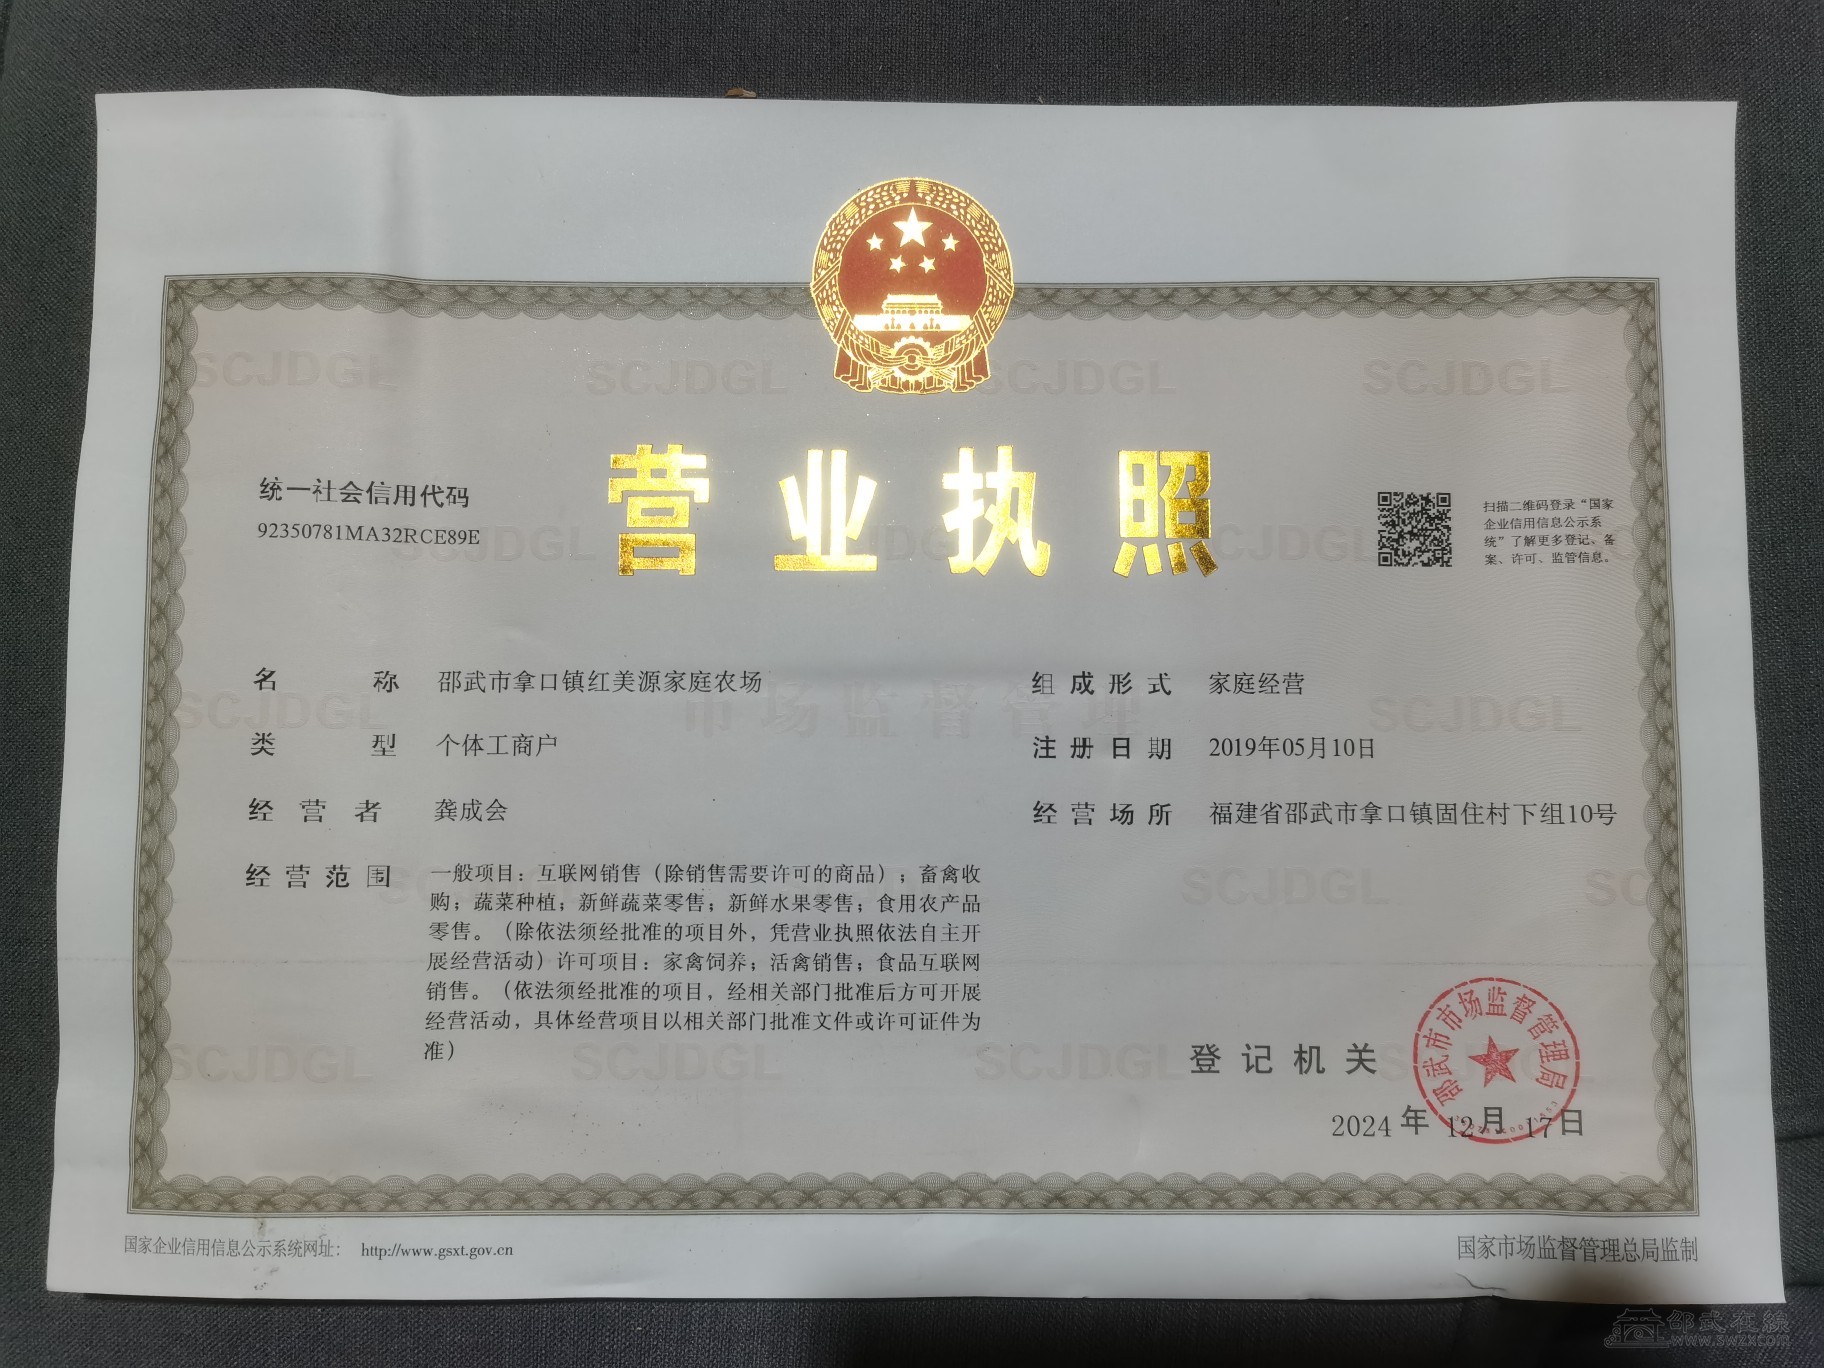 营业执照
统一社会信用代码
92350781MA32RCE89E
扫描二维码登录“国家
企业信用信息公示系
统”了解更多登记、备
案、许可、监管信息。
名称 邵武市拿口镇红美源家庭农场
类型 个体工商户
经营者 龚成会
经营范围 一般项目：互联网销售（除销售需要许可的商品）；畜禽收
购；蔬菜种植；新鲜蔬菜零售；新鲜水果零售；食用农产品
零售。（除依法须经批准的项目外，凭营业执照依法自主开
展经营活动）许可项目：家禽饲养；活禽销售；食品互联网
销售。（依法须经批准的项目，经相关部门批准后方可开展
经营活动，具体经营项目以相关部门批准文件或许可证件为
准）
组成形式 家庭经营
注册日期 2019年05月10日
经营场所 福建省邵武市拿口镇固住村下组10号
登记机关
邵武市市场监督管理局
2024年12月17日
国家企业信用信息公示系统网址： http://www.gsxt.gov.cn
国家市场监督管理总局监制
SCJDGL SCJDGL SCJDGL SCJDGL
市场监督管理
邵武在線